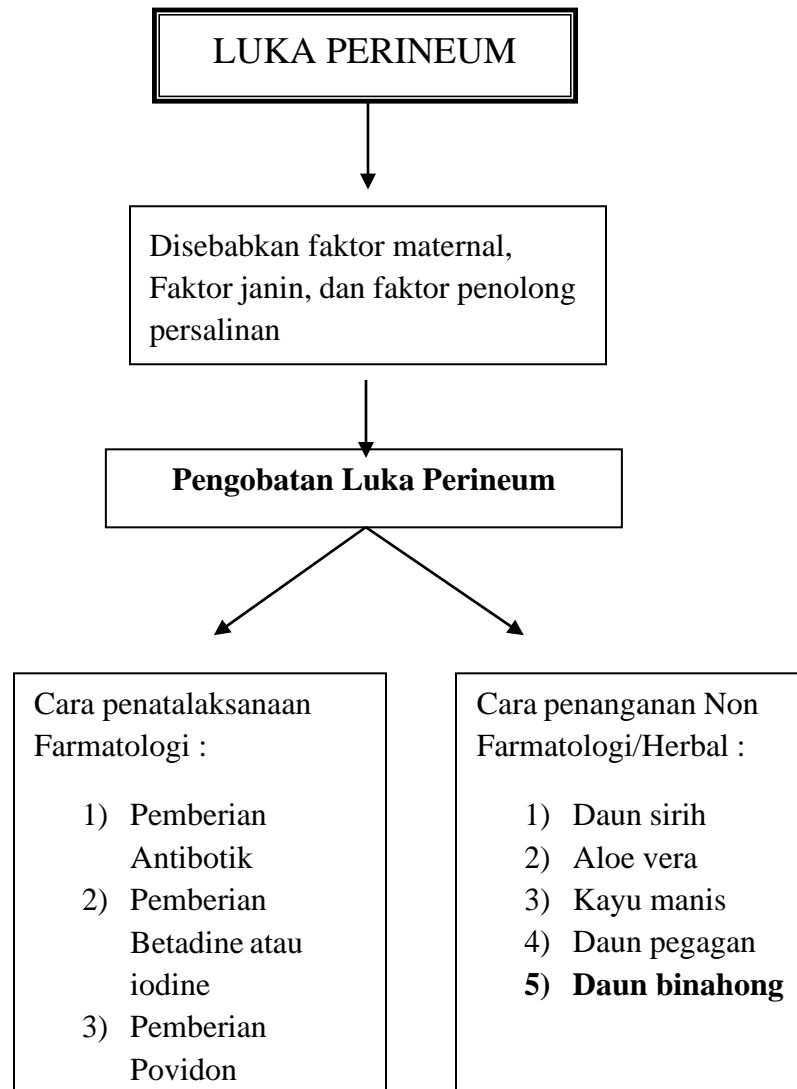 LUKA PERINEUM
Disebabkan faktor maternal,
Faktor janin, dan faktor penolong
persalinan
Pengobatan Luka Perineum
Cara penatalaksanaan
Farmatologi :
1) Pemberian
Antibotik
2) Pemberian
Betadine atau
iodine
3) Pemberian
Povidon
Cara penanganan Non
Farmatologi/Herbal :
1) Daun sirih
2) Aloe vera
3) Kayu manis
4) Daun pegagan
5) Daun binahong